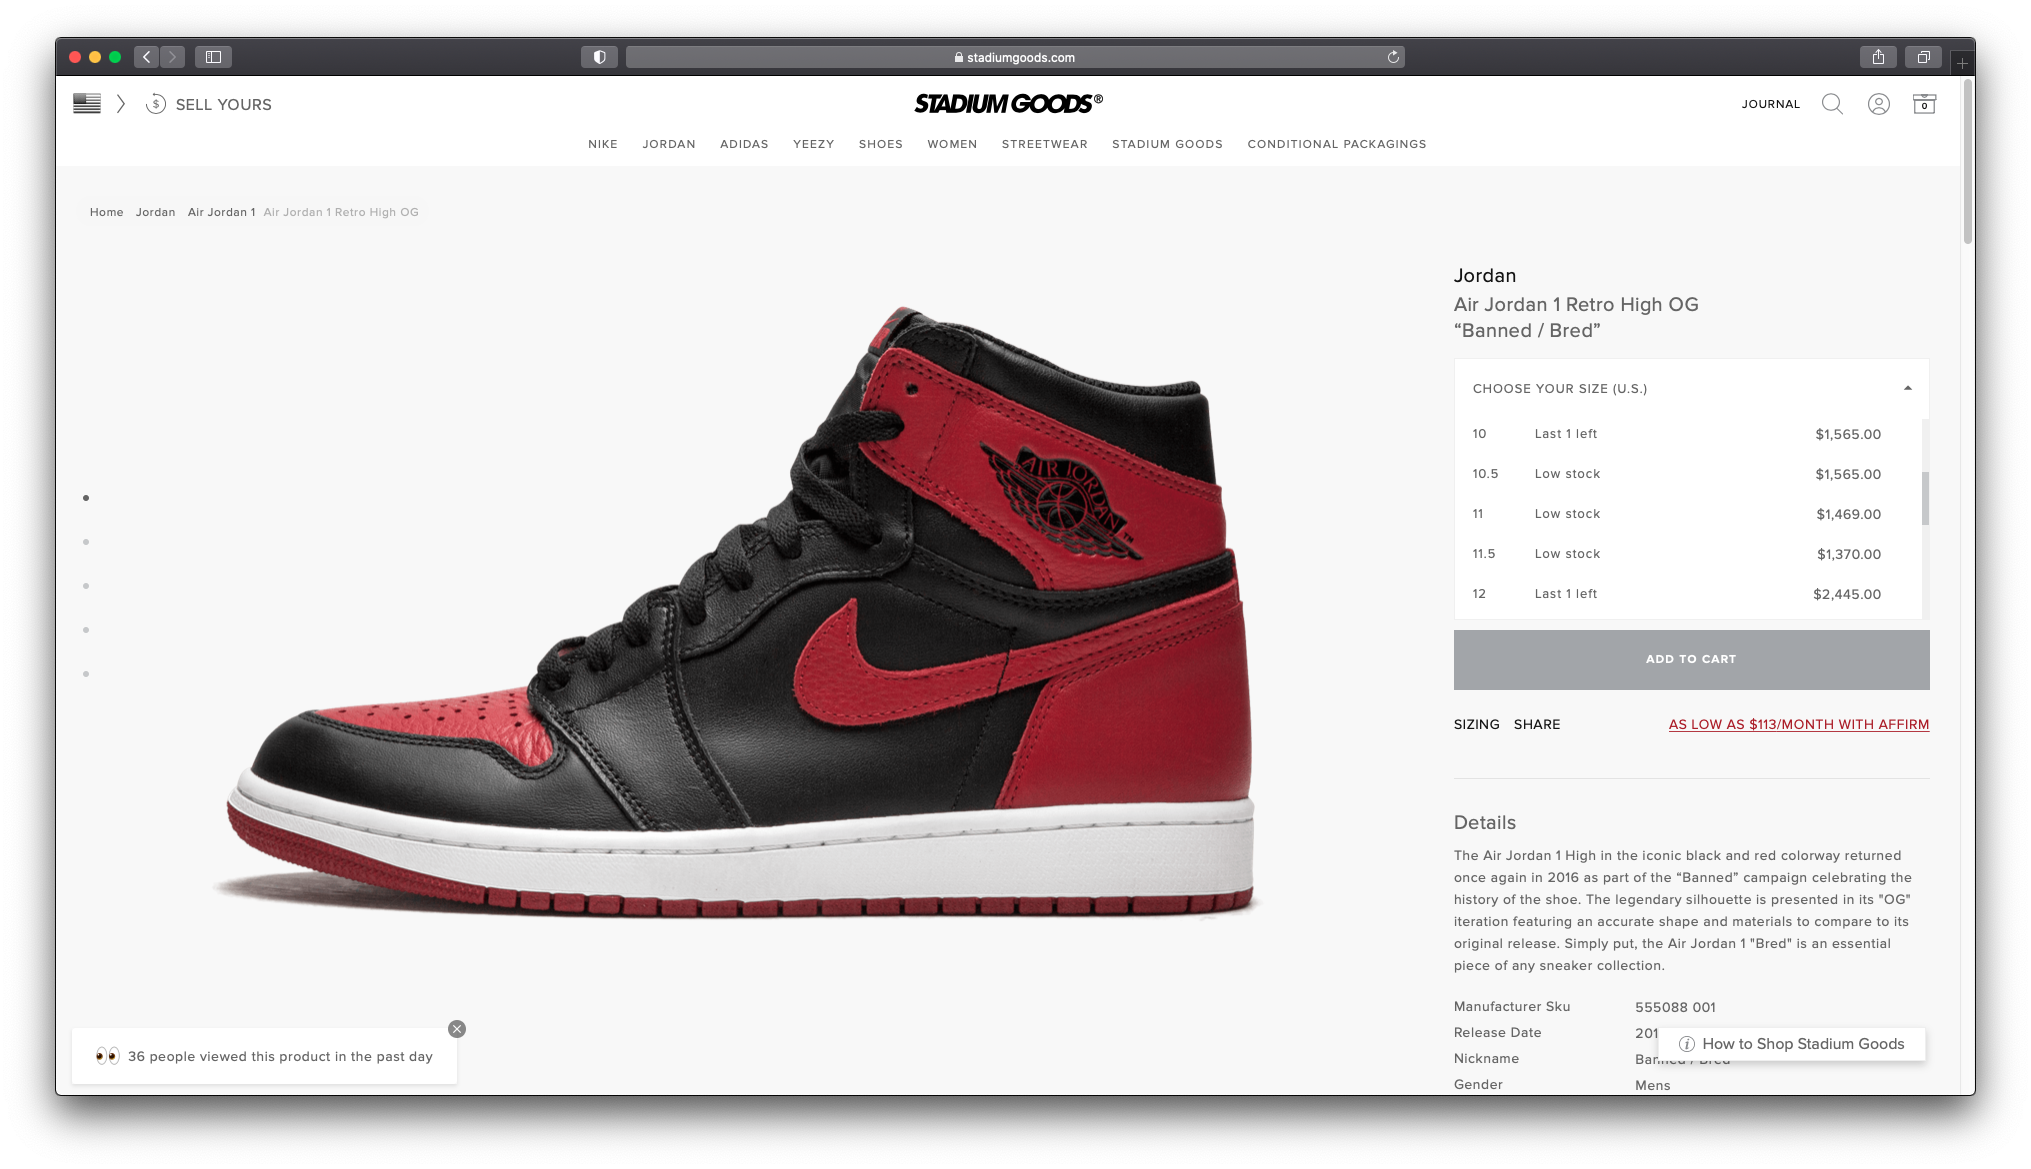 stadiumgoods.com
SELL YOURS
STADIUM GOODS®
JOURNAL
0
NIKE JORDAN ADIDAS YEEZY SHOES WOMEN STREETWEAR STADIUM GOODS CONDITIONAL PACKAGINGS
Home Jordan Air Jordan 1 Air Jordan 1 Retro High OG
Jordan
Air Jordan 1 Retro High OG
“Banned / Bred”
CHOOSE YOUR SIZE (U.S.)
10 Last 1 left $1,565.00
10.5 Low stock $1,565.00
11 Low stock $1,469.00
11.5 Low stock $1,370.00
12 Last 1 left $2,445.00
ADD TO CART
SIZING SHARE AS LOW AS $113/MONTH WITH AFFIRM
AIR JORDAN
TM
Details
The Air Jordan 1 High in the iconic black and red colorway returned
once again in 2016 as part of the “Banned” campaign celebrating the
history of the shoe. The legendary silhouette is presented in its "OG"
iteration featuring an accurate shape and materials to compare to its
original release. Simply put, the Air Jordan 1 "Bred" is an essential
piece of any sneaker collection.
Manufacturer Sku 555088 001
Release Date 201
Nickname Banned / Bred
Gender Mens
How to Shop Stadium Goods
36 people viewed this product in the past day